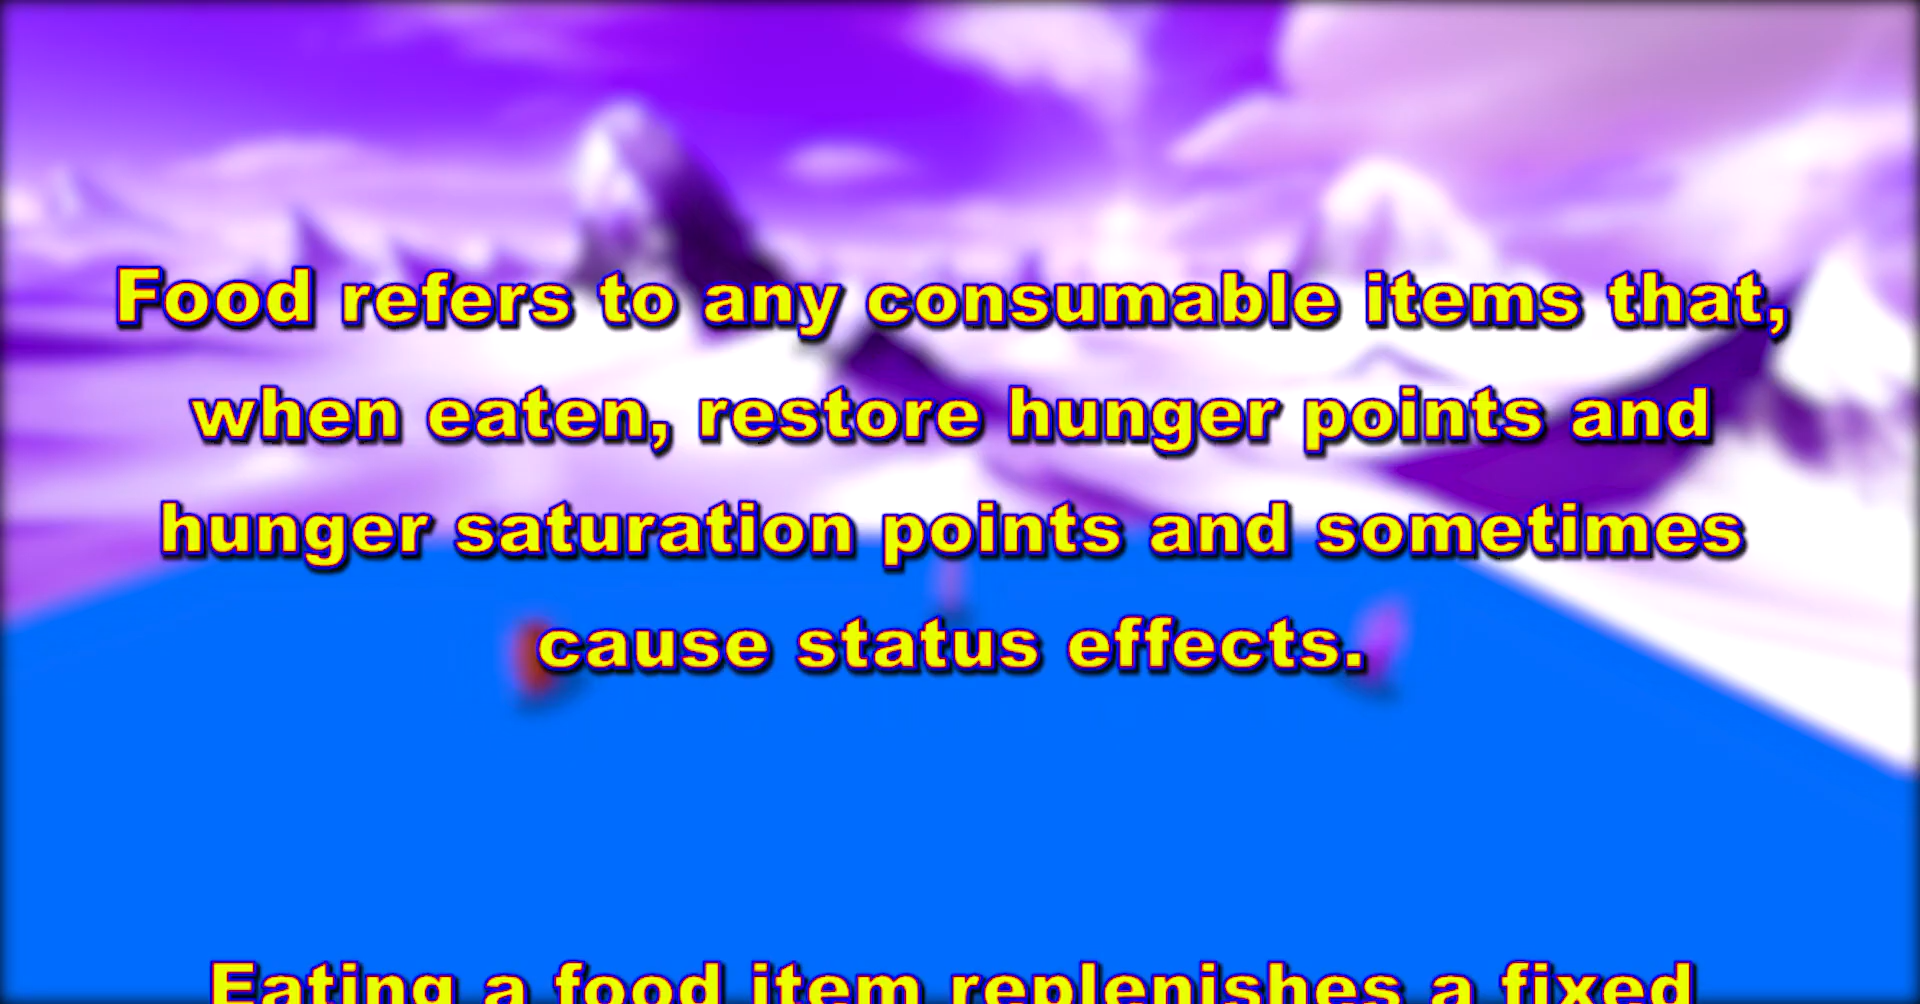 Food refers to any consumable items that,
when eaten, restore hunger points and
hunger saturation points and sometimes
cause status effects.
Eating a food item replenishes a fixed